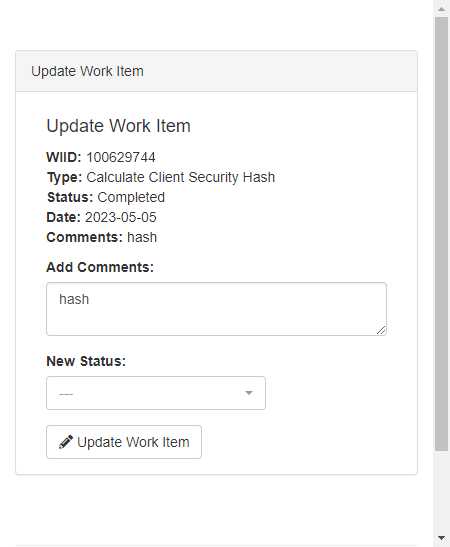 Update Work Item
Update Work Item
WIID: 100629744
Type: Calculate Client Security Hash
Status: Completed
Date: 2023-05-05
Comments: hash
Add Comments:
hash
New Status:
---
Update Work Item